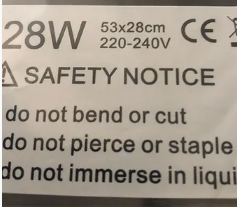 28W 53x28cm CE
220-240V
SAFETY NOTICE
do not bend or cut
do not pierce or staple
do not immerse in liqui